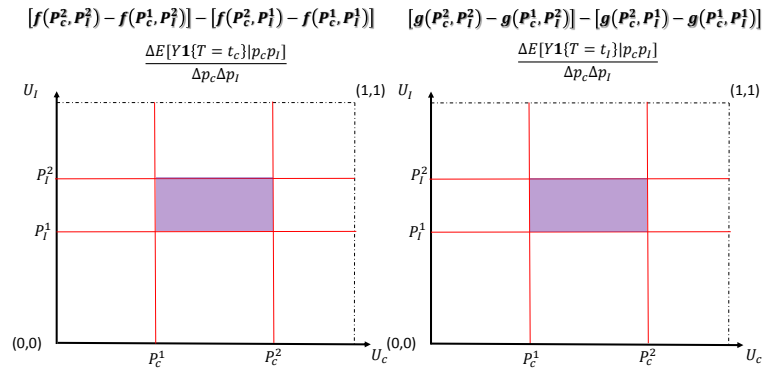 [f(P_c^2, P_I^2) − f(P_c^1, P_I^2)] − [f(P_c^2, P_I^1) − f(P_c^1, P_I^1)]
ΔE[Y1{T = t_c}|p_c p_I]
Δp_c Δp_I
U_I
(1,1)
P_I^2
P_I^1
(0,0)
P_c^1
P_c^2
U_c
[g(P_c^2, P_I^2) − g(P_c^1, P_I^2)] − [g(P_c^2, P_I^1) − g(P_c^1, P_I^1)]
ΔE[Y1{T = t_I}|p_c p_I]
Δp_c Δp_I
U_I
(1,1)
P_I^2
P_I^1
(0,0)
P_c^1
P_c^2
U_c